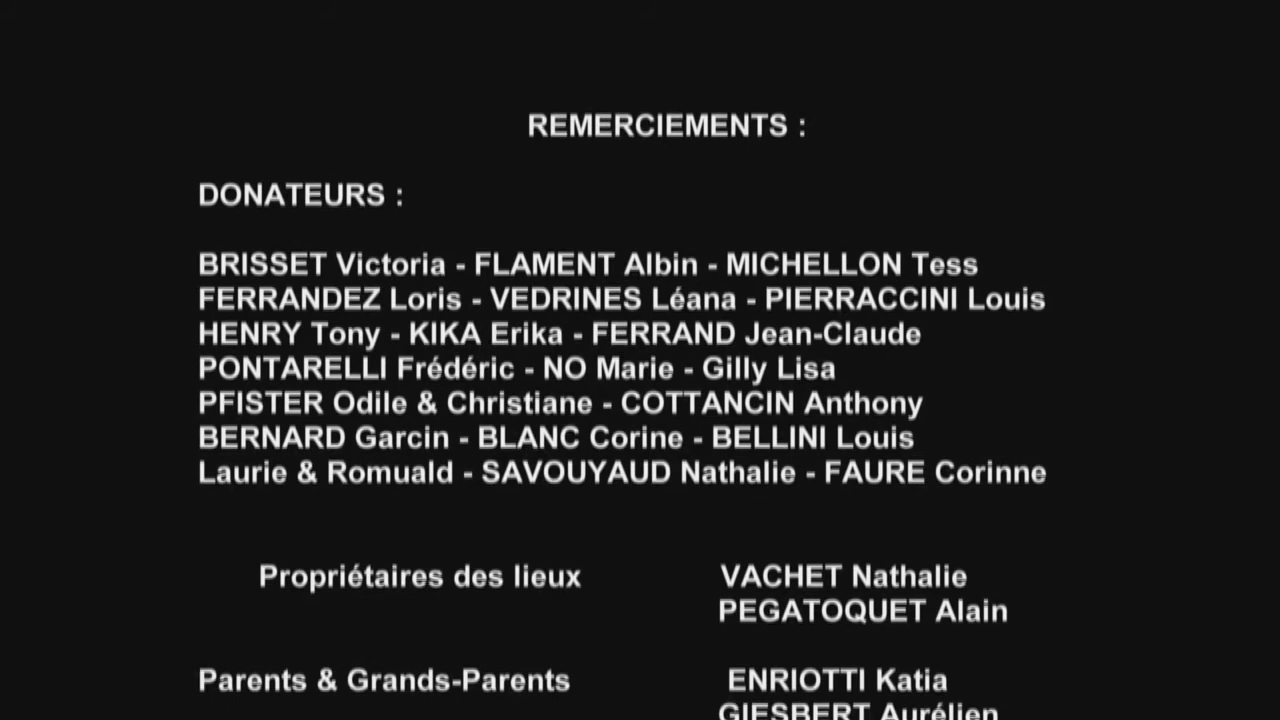 REMERCIEMENTS :
DONATEURS :
BRISSET Victoria - FLAMENT Albin - MICHELLON Tess
FERRANDEZ Loris - VEDRINES Léana - PIERRACCINI Louis
HENRY Tony - KIKA Erika - FERRAND Jean-Claude
PONTARELLI Frédéric - NO Marie - Gilly Lisa
PFISTER Odile & Christiane - COTTANCIN Anthony
BERNARD Garcin - BLANC Corine - BELLINI Louis
Laurie & Romuald - SAVOUYAUD Nathalie - FAURE Corinne
Propriétaires des lieux VACHET Nathalie
PEGATOQUET Alain
Parents & Grands-Parents ENRIOTTI Katia
GIESBERT Aurélien